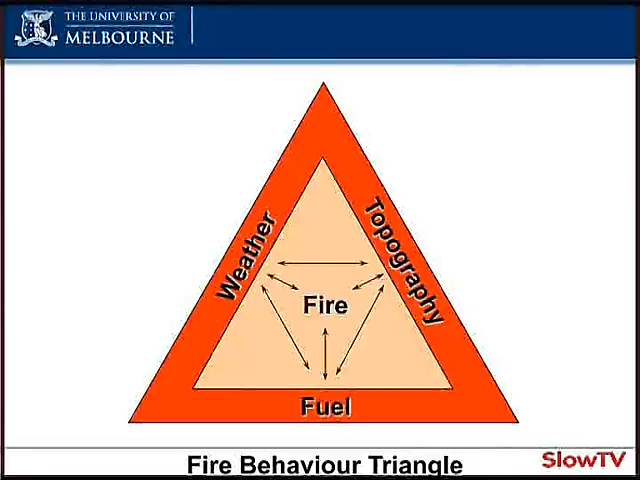 THE UNIVERSITY OF
MELBOURNE
Weather
Topography
Fire
Fuel
Fire Behaviour Triangle
SlowTV